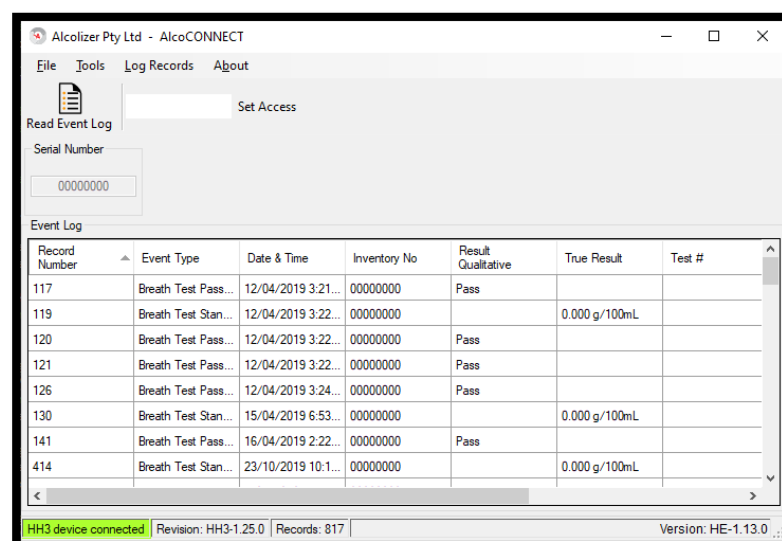 Alcolizer Pty Ltd - AlcoCONNECT
File Tools Log Records About
Read Event Log
Set Access
Serial Number
00000000
Event Log
Record Number Event Type Date & Time Inventory No Result Qualitative True Result Test #
117 Breath Test Pass... 12/04/2019 3:21... 00000000 Pass
119 Breath Test Stan... 12/04/2019 3:22... 00000000 0.000 g/100mL
120 Breath Test Pass... 12/04/2019 3:22... 00000000 Pass
121 Breath Test Pass... 12/04/2019 3:22... 00000000 Pass
126 Breath Test Pass... 12/04/2019 3:24... 00000000 Pass
130 Breath Test Stan... 15/04/2019 6:53... 00000000 0.000 g/100mL
141 Breath Test Pass... 16/04/2019 2:22... 00000000 Pass
414 Breath Test Stan... 23/10/2019 10:1... 00000000 0.000 g/100mL
HH3 device connected Revision: HH3-1.25.0 Records: 817 Version: HE-1.13.0